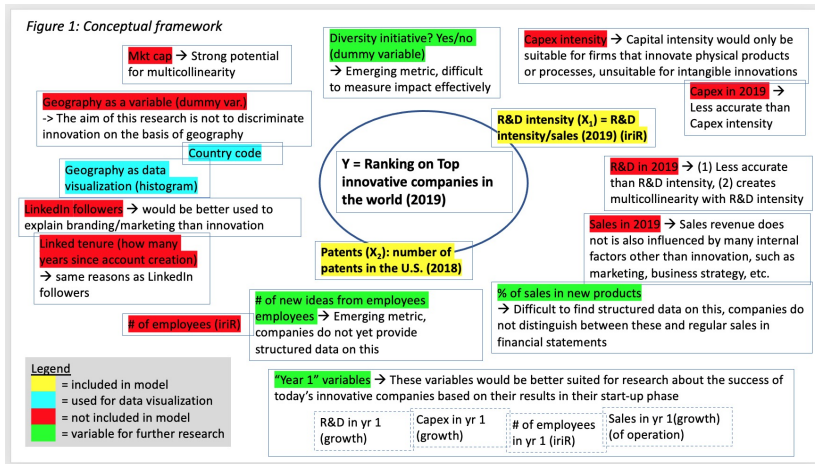 Figure 1: Conceptual framework
Mkt cap → Strong potential
for multicollinearity
Diversity initiative? Yes/no
(dummy variable)
→ Emerging metric, difficult
to measure impact effectively
Capex intensity → Capital intensity would only be
suitable for firms that innovate physical products
or processes, unsuitable for intangible innovations
Geography as a variable (dummy var.)
-> The aim of this research is not to discriminate
innovation on the basis of geography
Capex in 2019 →
Less accurate than
Capex intensity
R&D intensity (X₁) = R&D
intensity/sales (2019) (iriR)
Country code
Geography as data
visualization (histogram)
Y = Ranking on Top
innovative companies in
the world (2019)
R&D in 2019 → (1) Less accurate
than R&D intensity, (2) creates
multicollinearity with R&D intensity
LinkedIn followers → would be better used to
explain branding/marketing than innovation
Linked tenure (how many
years since account creation)
→ same reasons as LinkedIn
followers
Sales in 2019 → Sales revenue does
not is also influenced by many internal
factors other than innovation, such as
marketing, business strategy, etc.
Patents (X₂): number of
patents in the U.S. (2018)
# of new ideas from employees
employees → Emerging metric,
companies do not yet provide
structured data on this
% of sales in new products
→ Difficult to find structured data on this, companies do
not distinguish between these and regular sales in
financial statements
# of employees (iriR)
Legend
= included in model
= used for data visualization
= not included in model
= variable for further research
“Year 1” variables → These variables would be better suited for research about the success of
today’s innovative companies based on their results in their start-up phase
R&D in yr 1
(growth)
Capex in yr 1
(growth)
# of employees
in yr 1 (iriR)
Sales in yr 1(growth)
(of operation)